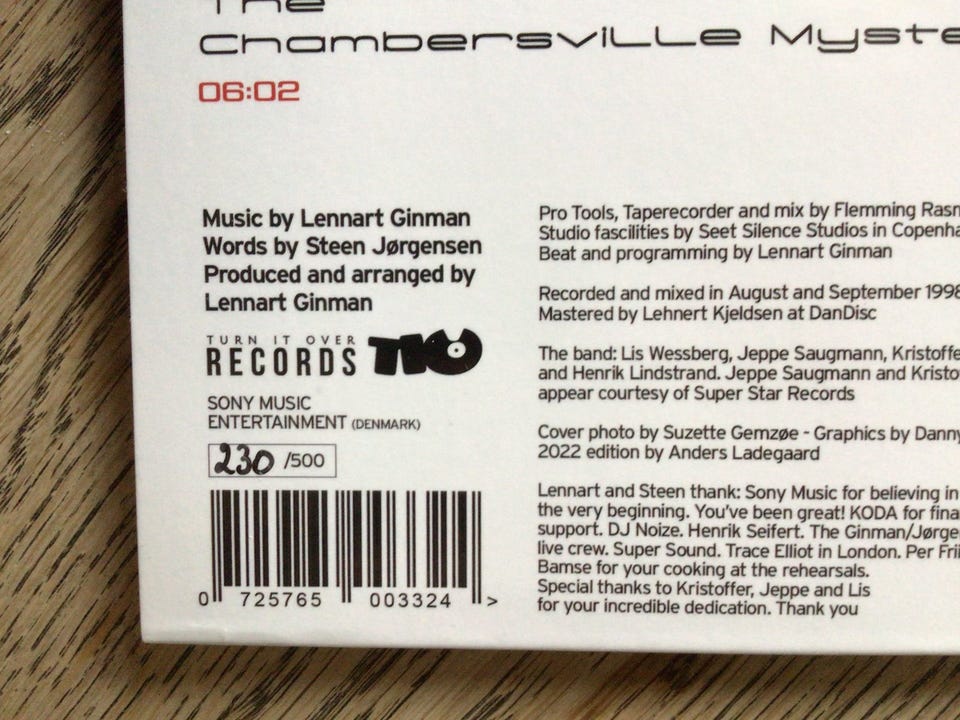 The
Chambersville Myste
06:02
Music by Lennart Ginman
Words by Steen Jørgensen
Produced and arranged by
Lennart Ginman
TURN IT OVER
RECORDS TIO
SONY MUSIC
ENTERTAINMENT (DENMARK)
230 /500
0 725765 003324 >
Pro Tools, Taperecorder and mix by Flemming Rasm
Studio fascilities by Seet Silence Studios in Copenha
Beat and programming by Lennart Ginman
Recorded and mixed in August and September 1998
Mastered by Lehnert Kjeldsen at DanDisc
The band: Lis Wessberg, Jeppe Saugmann, Kristoffe
and Henrik Lindstrand. Jeppe Saugmann and Kristo
appear courtesy of Super Star Records
Cover photo by Suzette Gemzøe - Graphics by Danny
2022 edition by Anders Ladegaard
Lennart and Steen thank: Sony Music for believing in
the very beginning. You've been great! KODA for fina
support. DJ Noize. Henrik Seifert. The Ginman/Jørge
live crew. Super Sound. Trace Elliot in London. Per Fri
Bamse for your cooking at the rehearsals.
Special thanks to Kristoffer, Jeppe and Lis
for your incredible dedication. Thank you